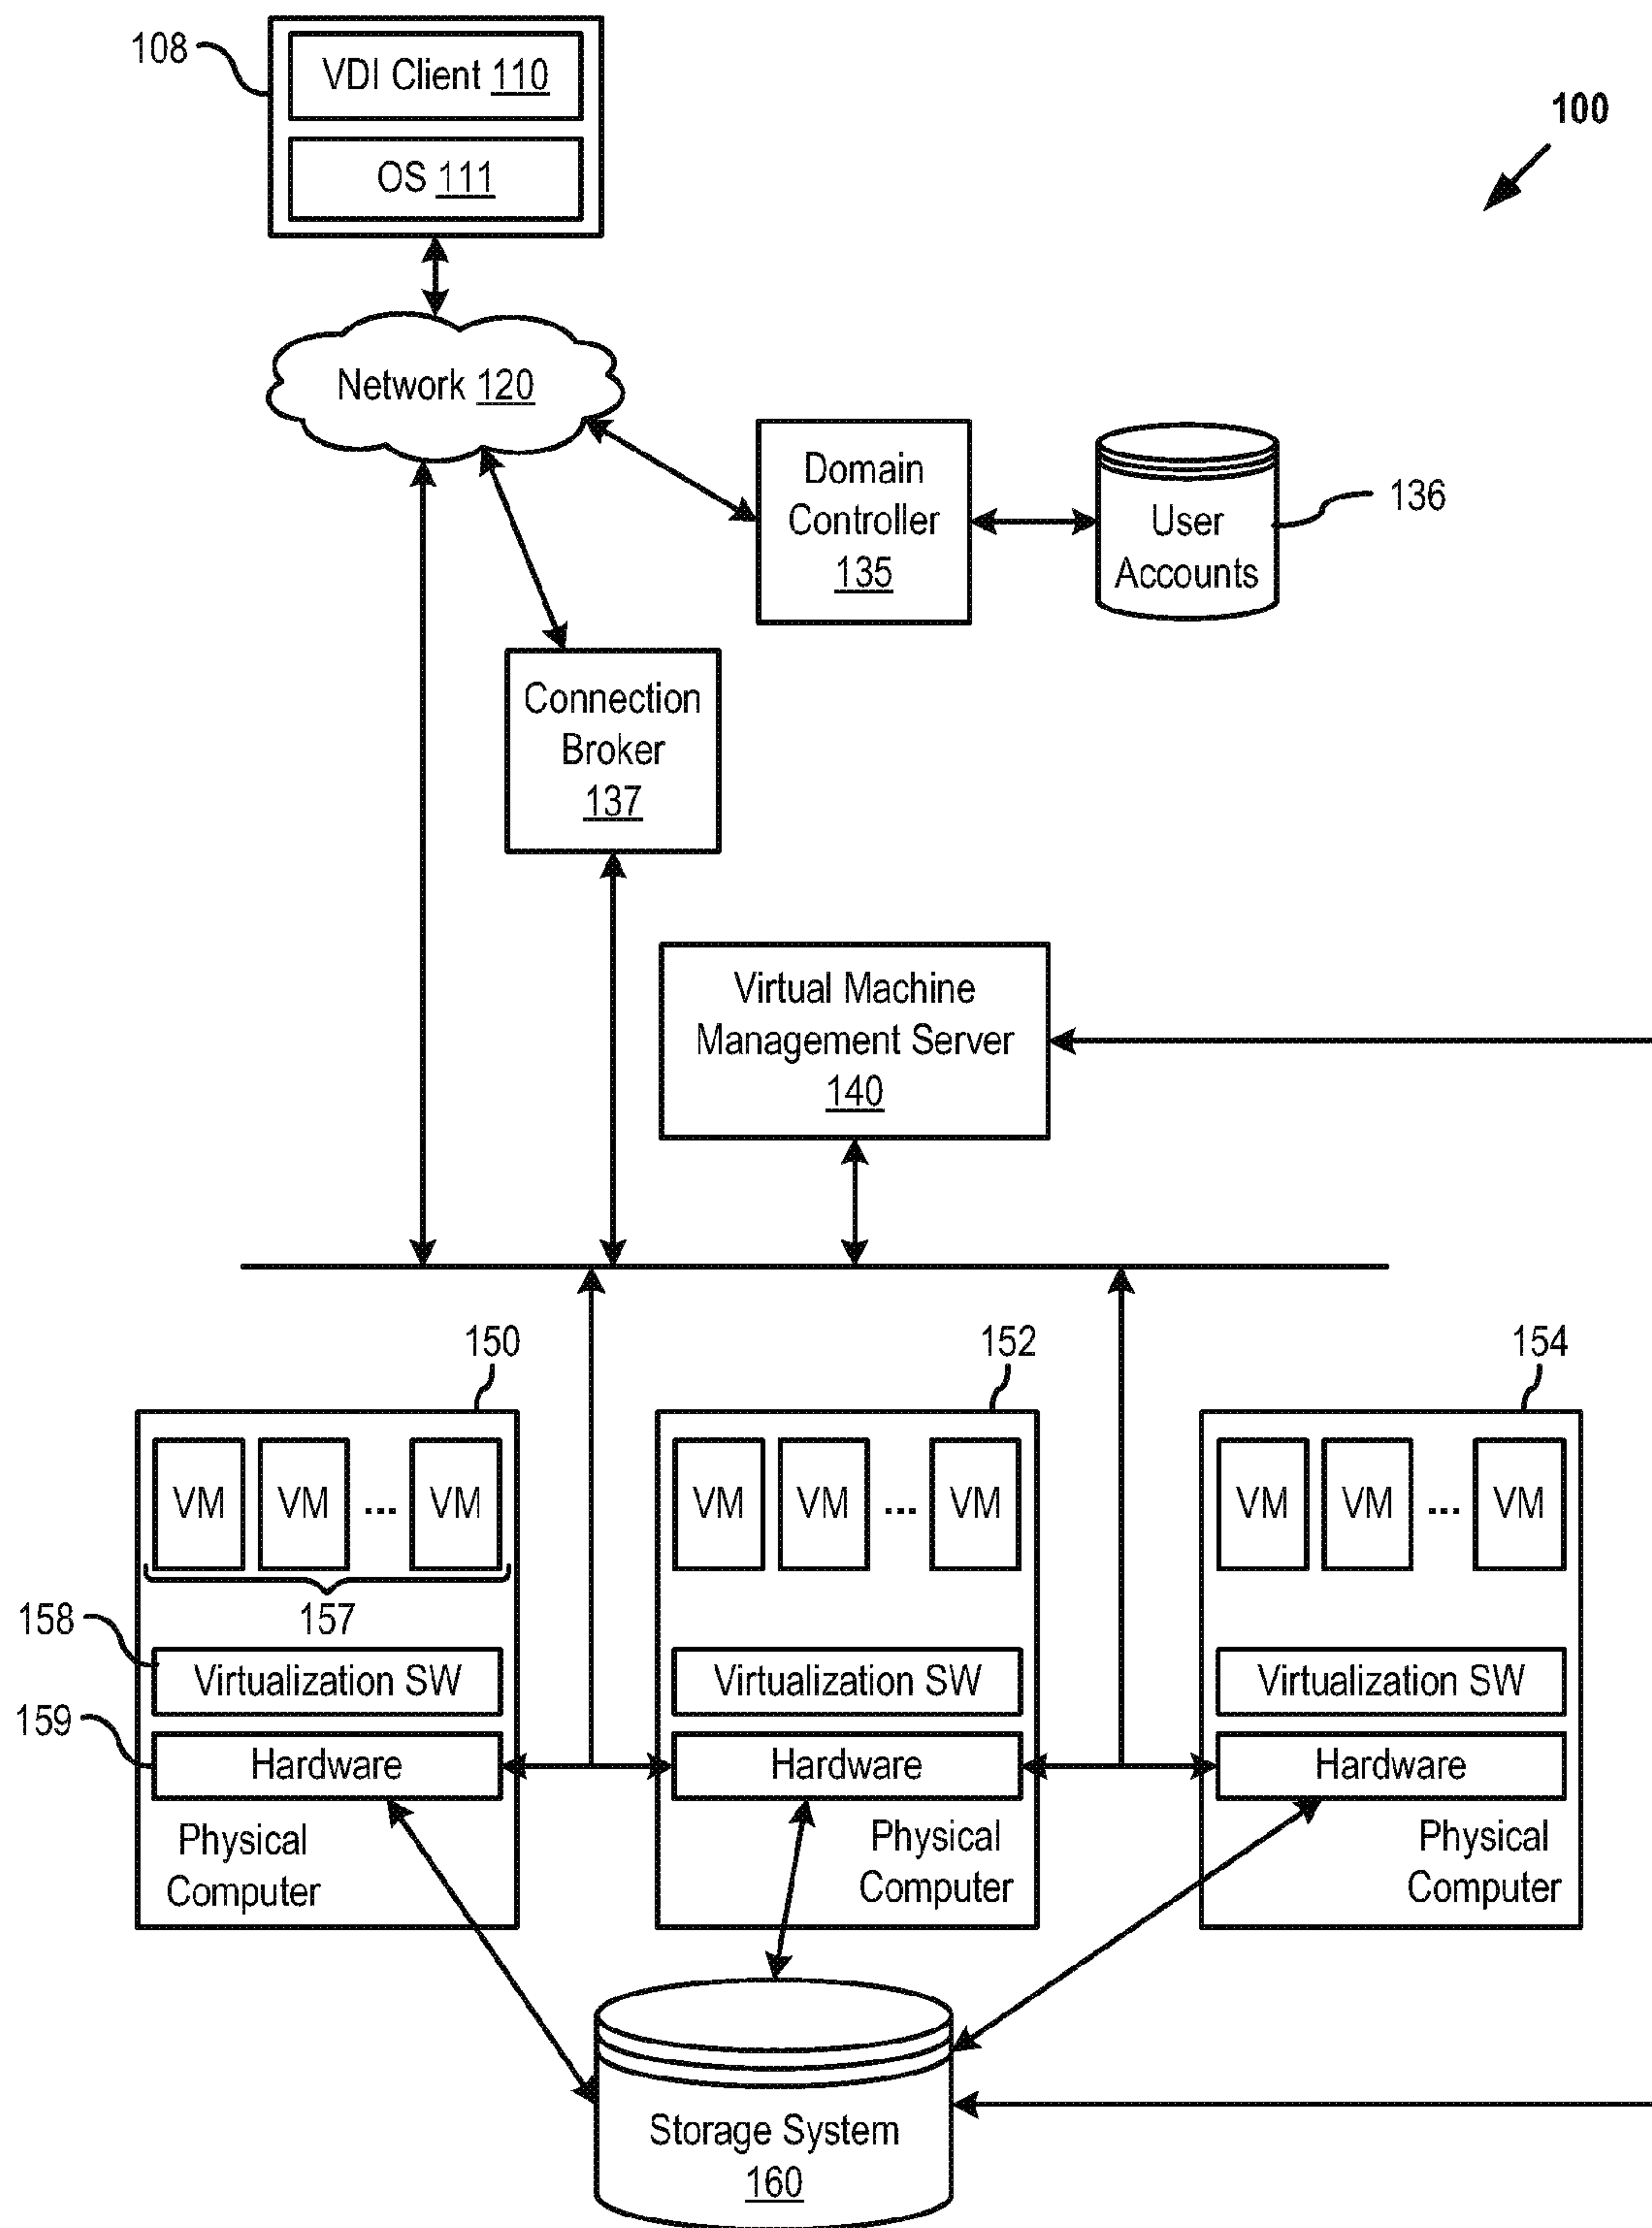 108
VDI Client 110
OS 111
100
Network 120
Domain
Controller
135
User
Accounts
136
Connection
Broker
137
Virtual Machine
Management Server
140
150
152
154
VM VM ... VM
VM VM ... VM
VM VM ... VM
157
158
Virtualization SW
Virtualization SW
Virtualization SW
159
Hardware
Hardware
Hardware
Physical
Computer
Physical
Computer
Physical
Computer
Storage System
160